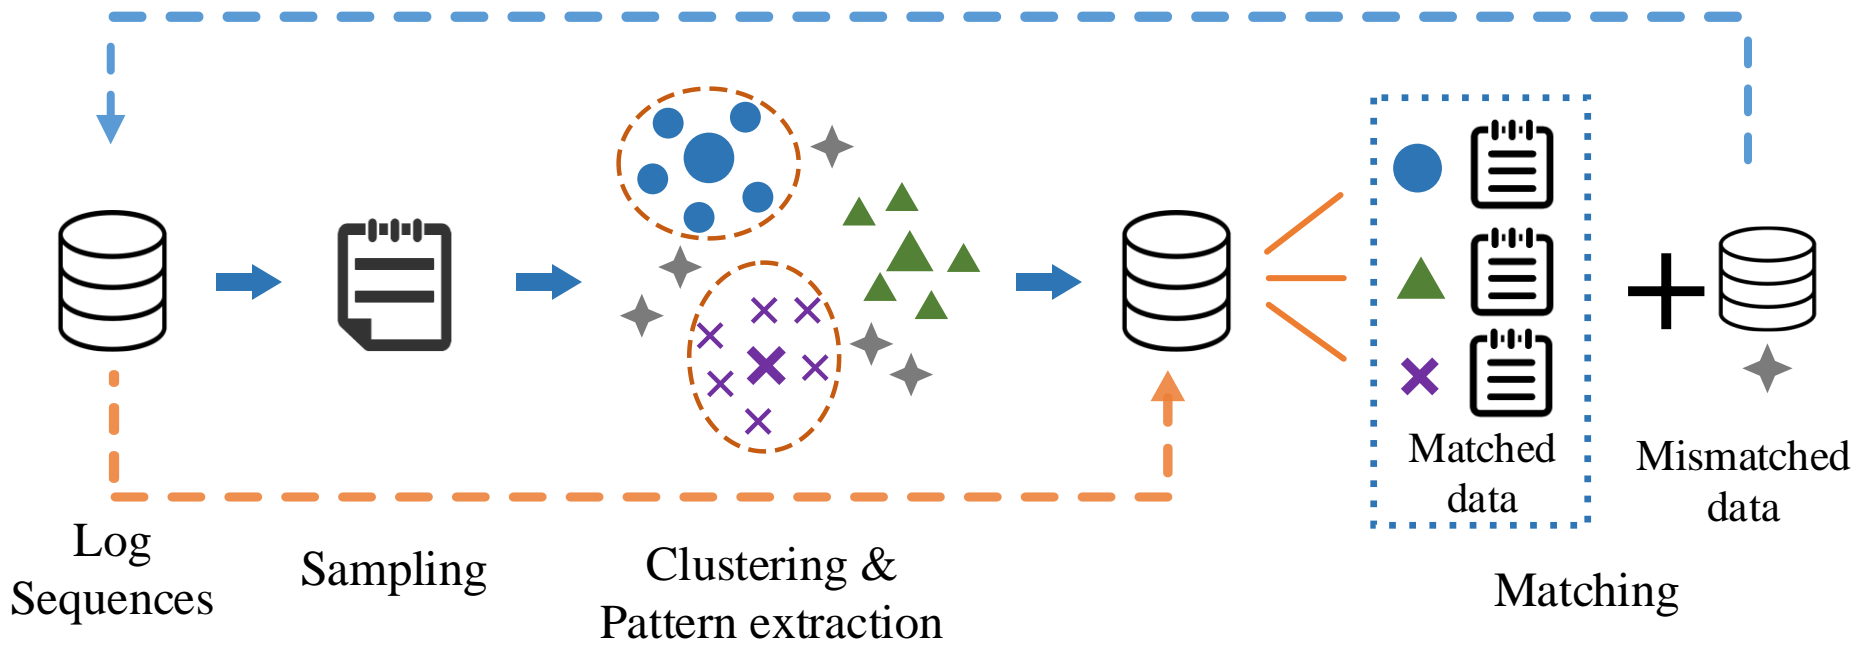 Log
Sequences
Sampling
Clustering &
Pattern extraction
Matched
data
Mismatched
data
Matching